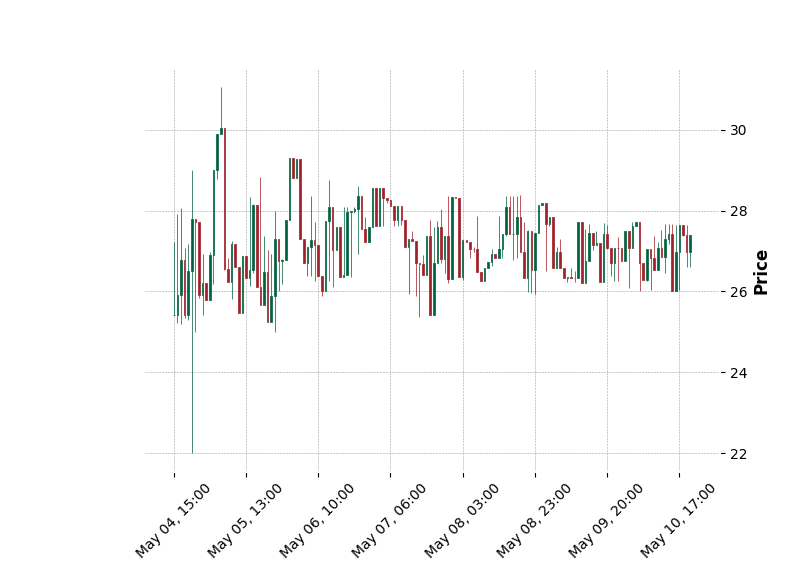 30
28
26
24
22
Price
May 04, 15:00
May 05, 13:00
May 06, 10:00
May 07, 06:00
May 08, 03:00
May 08, 23:00
May 09, 20:00
May 10, 17:00